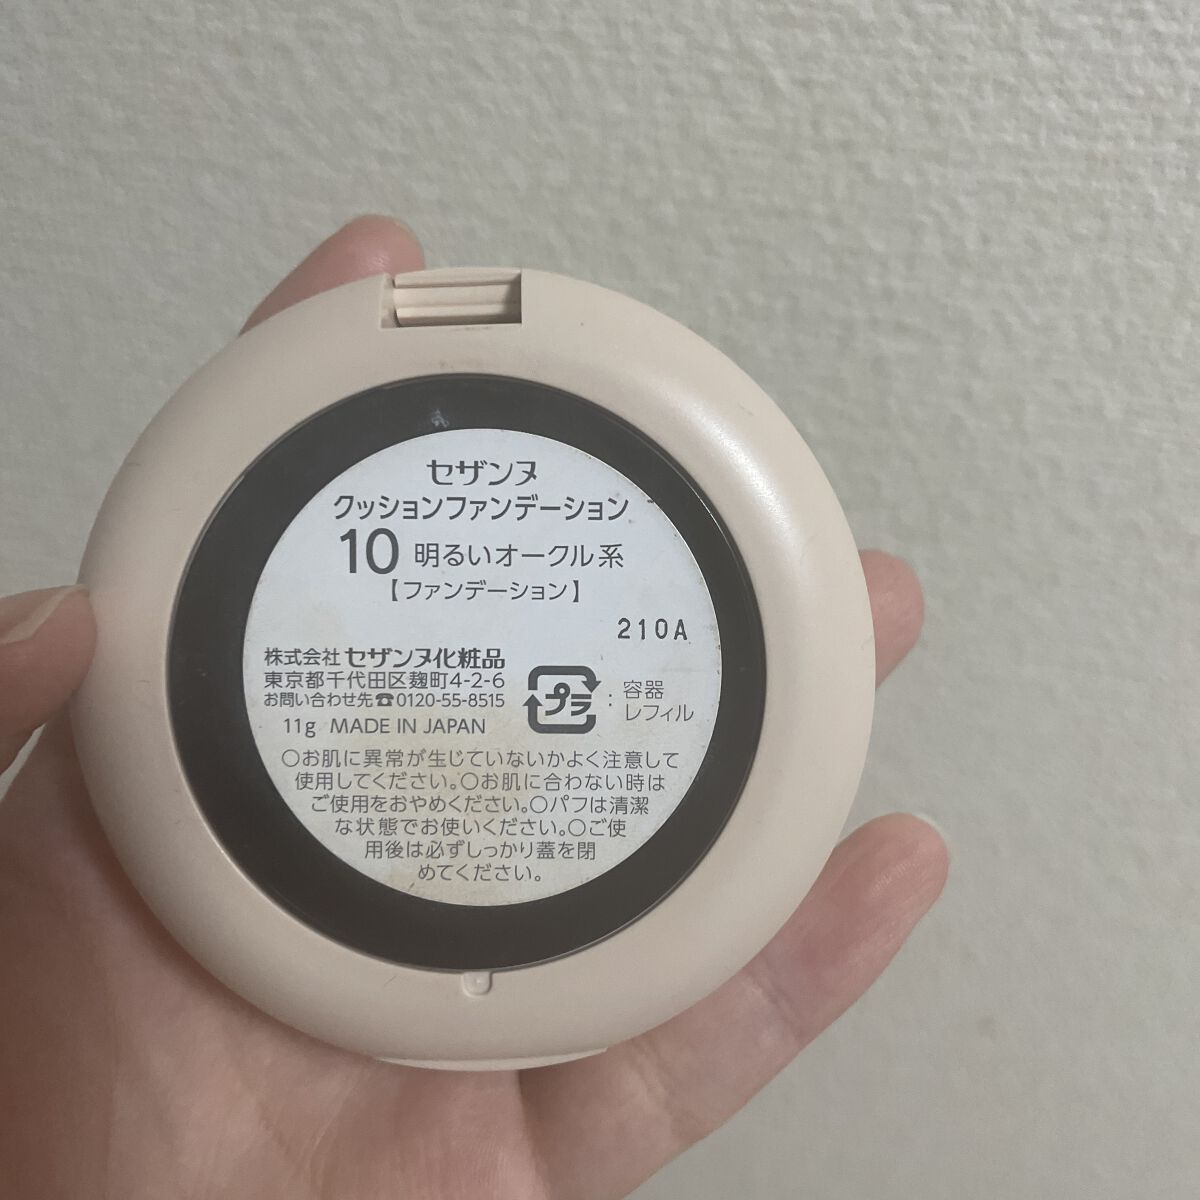 セザンヌ
クッションファンデーション
10 明るいオークル系
【ファンデーション】
210A
株式会社 セザンヌ化粧品
東京都千代田区麹町4-2-6
お問い合わせ先☎0120-55-8515
11g MADE IN JAPAN
プラ : 容器
レフィル
○お肌に異常が生じていないかよく注意して
使用してください。○お肌に合わない時は
ご使用をおやめください。○パフは清潔
な状態でお使いください。○ご使
用後は必ずしっかり蓋を閉
めてください。